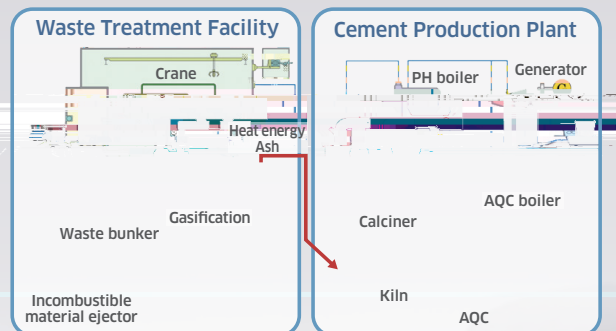 Waste Treatment Facility
Crane
Heat energy
Ash
Gasification
Waste bunker
Incombustible
material ejector
Cement Production Plant
PH boiler
Generator
G
AQC boiler
Calciner
Kiln
AQC